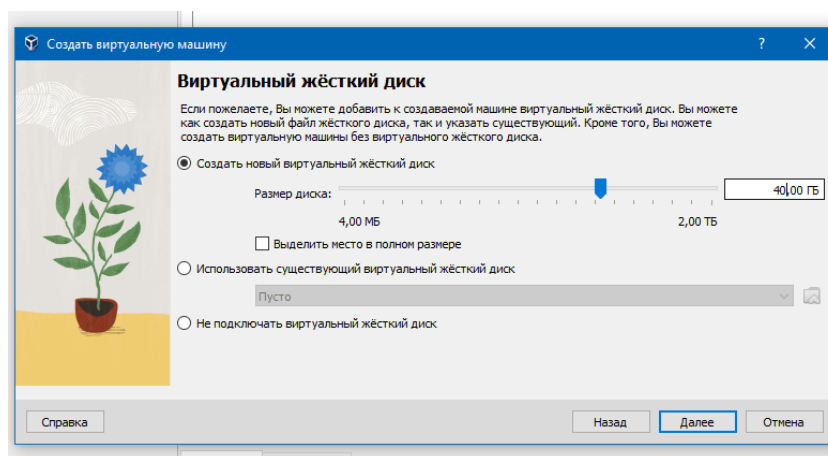 Создать виртуальную машину
?
Виртуальный жёсткий диск
Если пожелаете, Вы можете добавить к создаваемой машине виртуальный жёсткий диск. Вы можете
как создать новый файл жёсткого диска, так и указать существующий. Кроме того, Вы можете
создать виртуальную машины без виртуального жёсткого диска.
Создать новый виртуальный жёсткий диск
Размер диска:
40,00 ГБ
4,00 МБ
2,00 ТБ
Выделить место в полном размере
Использовать существующий виртуальный жёсткий диск
Пусто
Не подключать виртуальный жёсткий диск
Справка
Назад
Далее
Отмена